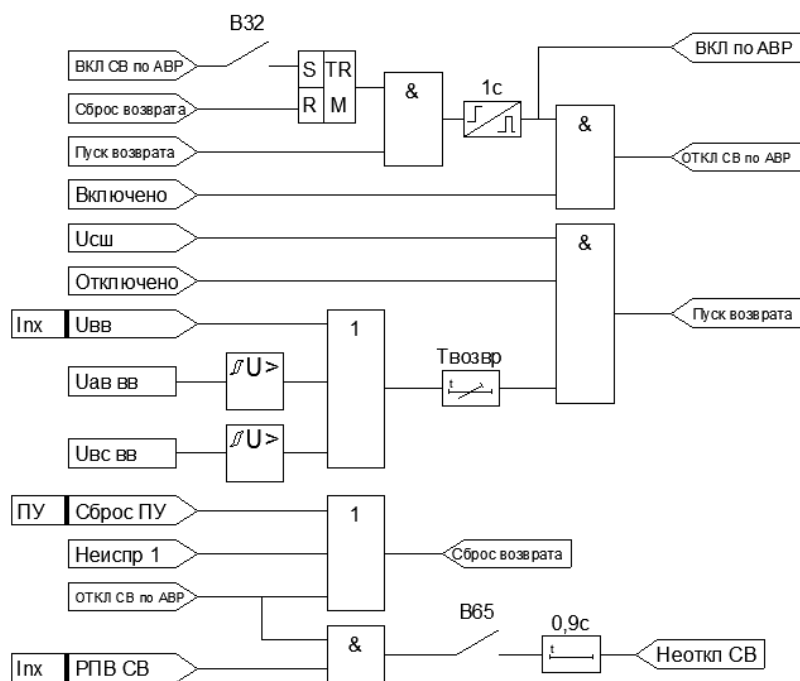 В32
ВКЛ СВ по АВР
S TR
R M
&
1с
ВКЛ по АВР
Сброс возврата
Пуск возврата
&
ОТКЛ СВ по АВР
Включено
Uсш
&
Отключено
Inx Uвв
1
Пуск возврата
Твозвр
t
Uав вв
U>
Uвс вв
U>
ПУ Сброс ПУ
1
Неиспр 1
Сброс возврата
ОТКЛ СВ по АВР
В65
0,9с
&
t
Неоткл СВ
Inx РПВ СВ